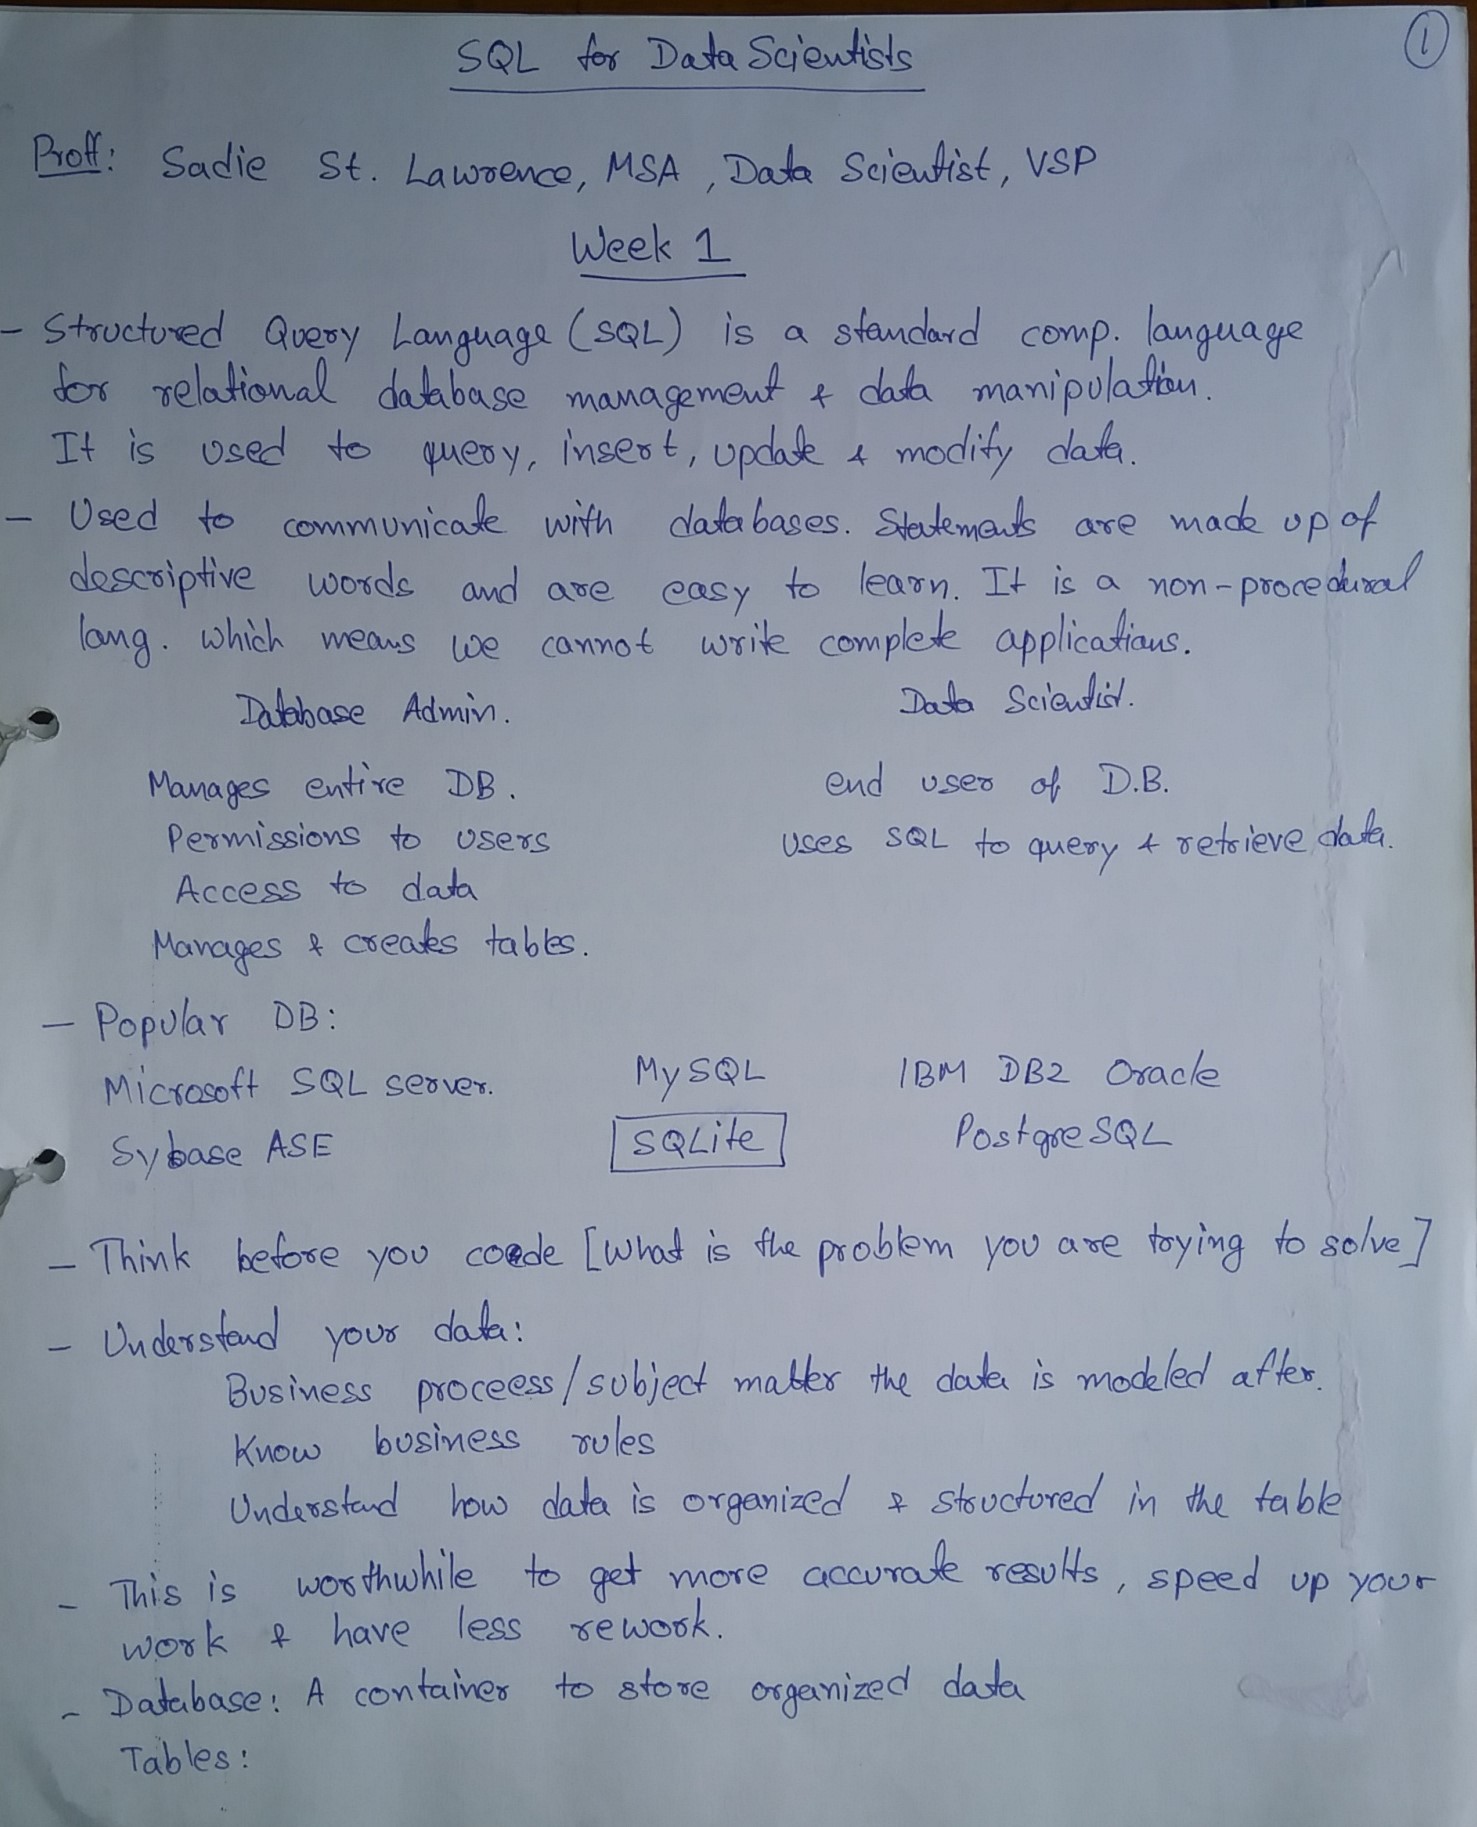 1
SQL for Data Scientists
Proff: Sadie St. Lawrence, MSA, Data Scientist, VSP
Week 1
- Structured Query Language (SQL) is a standard comp. language
for relational database management & data manipulation.
It is used to query, insert, update & modify data.
- Used to communicate with databases. Statements are made up of
descriptive words and are easy to learn. It is a non-procedural
lang. which means we cannot write complete applications.
Database Admin. Data Scientist.
Manages entire DB. end user of D.B.
Permissions to users uses SQL to query & retrieve data.
Access to data
Manages & creates tables.
- Popular DB:
Microsoft SQL server. MySQL IBM DB2 Oracle
Sybase ASE SQLite PostgreSQL
- Think before you code [What is the problem you are trying to solve]
- Understand your data:
Business proceess/subject matter the data is modeled after.
Know business rules
Understand how data is organized & structured in the table
- This is worthwhile to get more accurate results, speed up your
work & have less rework.
- Database: A container to store organized data
Tables: